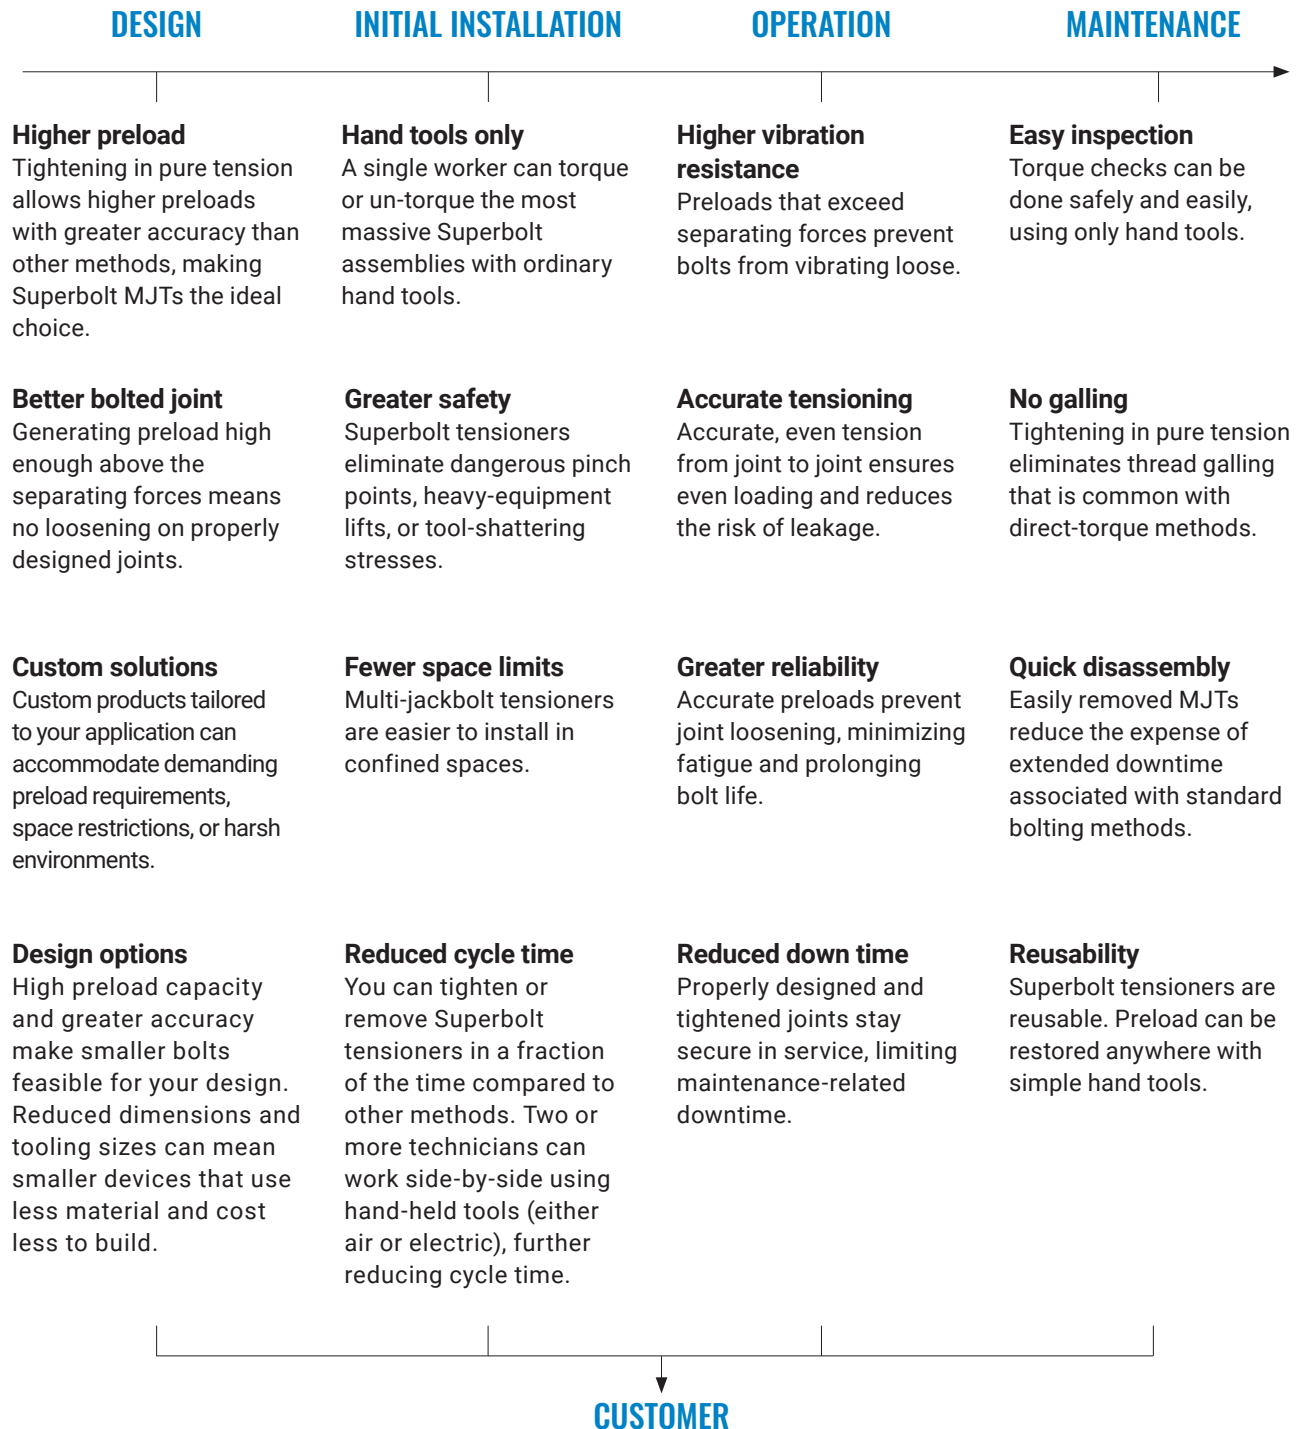 DESIGN
INITIAL INSTALLATION
OPERATION
MAINTENANCE
Higher preload
Tightening in pure tension
allows higher preloads
with greater accuracy than
other methods, making
Superbolt MJTs the ideal
choice.
Hand tools only
A single worker can torque
or un-torque the most
massive Superbolt
assemblies with ordinary
hand tools.
Higher vibration
resistance
Preloads that exceed
separating forces prevent
bolts from vibrating loose.
Easy inspection
Torque checks can be
done safely and easily,
using only hand tools.
Better bolted joint
Generating preload high
enough above the
separating forces means
no loosening on properly
designed joints.
Greater safety
Superbolt tensioners
eliminate dangerous pinch
points, heavy-equipment
lifts, or tool-shattering
stresses.
Accurate tensioning
Accurate, even tension
from joint to joint ensures
even loading and reduces
the risk of leakage.
No galling
Tightening in pure tension
eliminates thread galling
that is common with
direct-torque methods.
Custom solutions
Custom products tailored
to your application can
accommodate demanding
preload requirements,
space restrictions, or harsh
environments.
Fewer space limits
Multi-jackbolt tensioners
are easier to install in
confined spaces.
Greater reliability
Accurate preloads prevent
joint loosening, minimizing
fatigue and prolonging
bolt life.
Quick disassembly
Easily removed MJTs
reduce the expense of
extended downtime
associated with standard
bolting methods.
Design options
High preload capacity
and greater accuracy
make smaller bolts
feasible for your design.
Reduced dimensions and
tooling sizes can mean
smaller devices that use
less material and cost
less to build.
Reduced cycle time
You can tighten or
remove Superbolt
tensioners in a fraction
of the time compared to
other methods. Two or
more technicians can
work side-by-side using
hand-held tools (either
air or electric), further
reducing cycle time.
Reduced down time
Properly designed and
tightened joints stay
secure in service, limiting
maintenance-related
downtime.
Reusability
Superbolt tensioners are
reusable. Preload can be
restored anywhere with
simple hand tools.
CUSTOMER